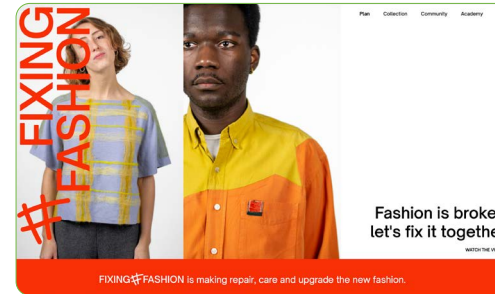 FIXING
FASHION
Plan Collection Community Academy
Fashion is broke
let's fix it togethe
WATCH THE V
FIXING#FASHION is making repair, care and upgrade the new fashion.